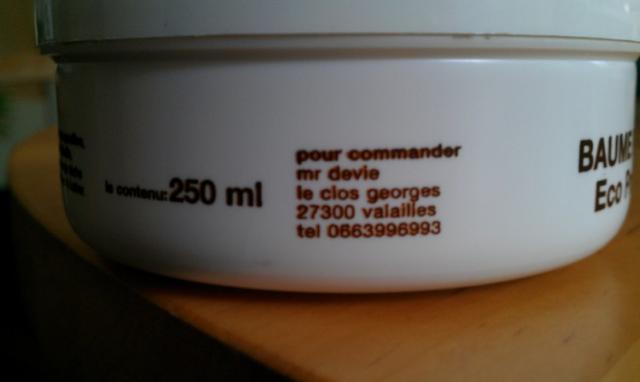 le contenu: 250 ml
pour commander
mr devie
le clos georges
27300 valailles
tel 0663996993
BAUME
Eco